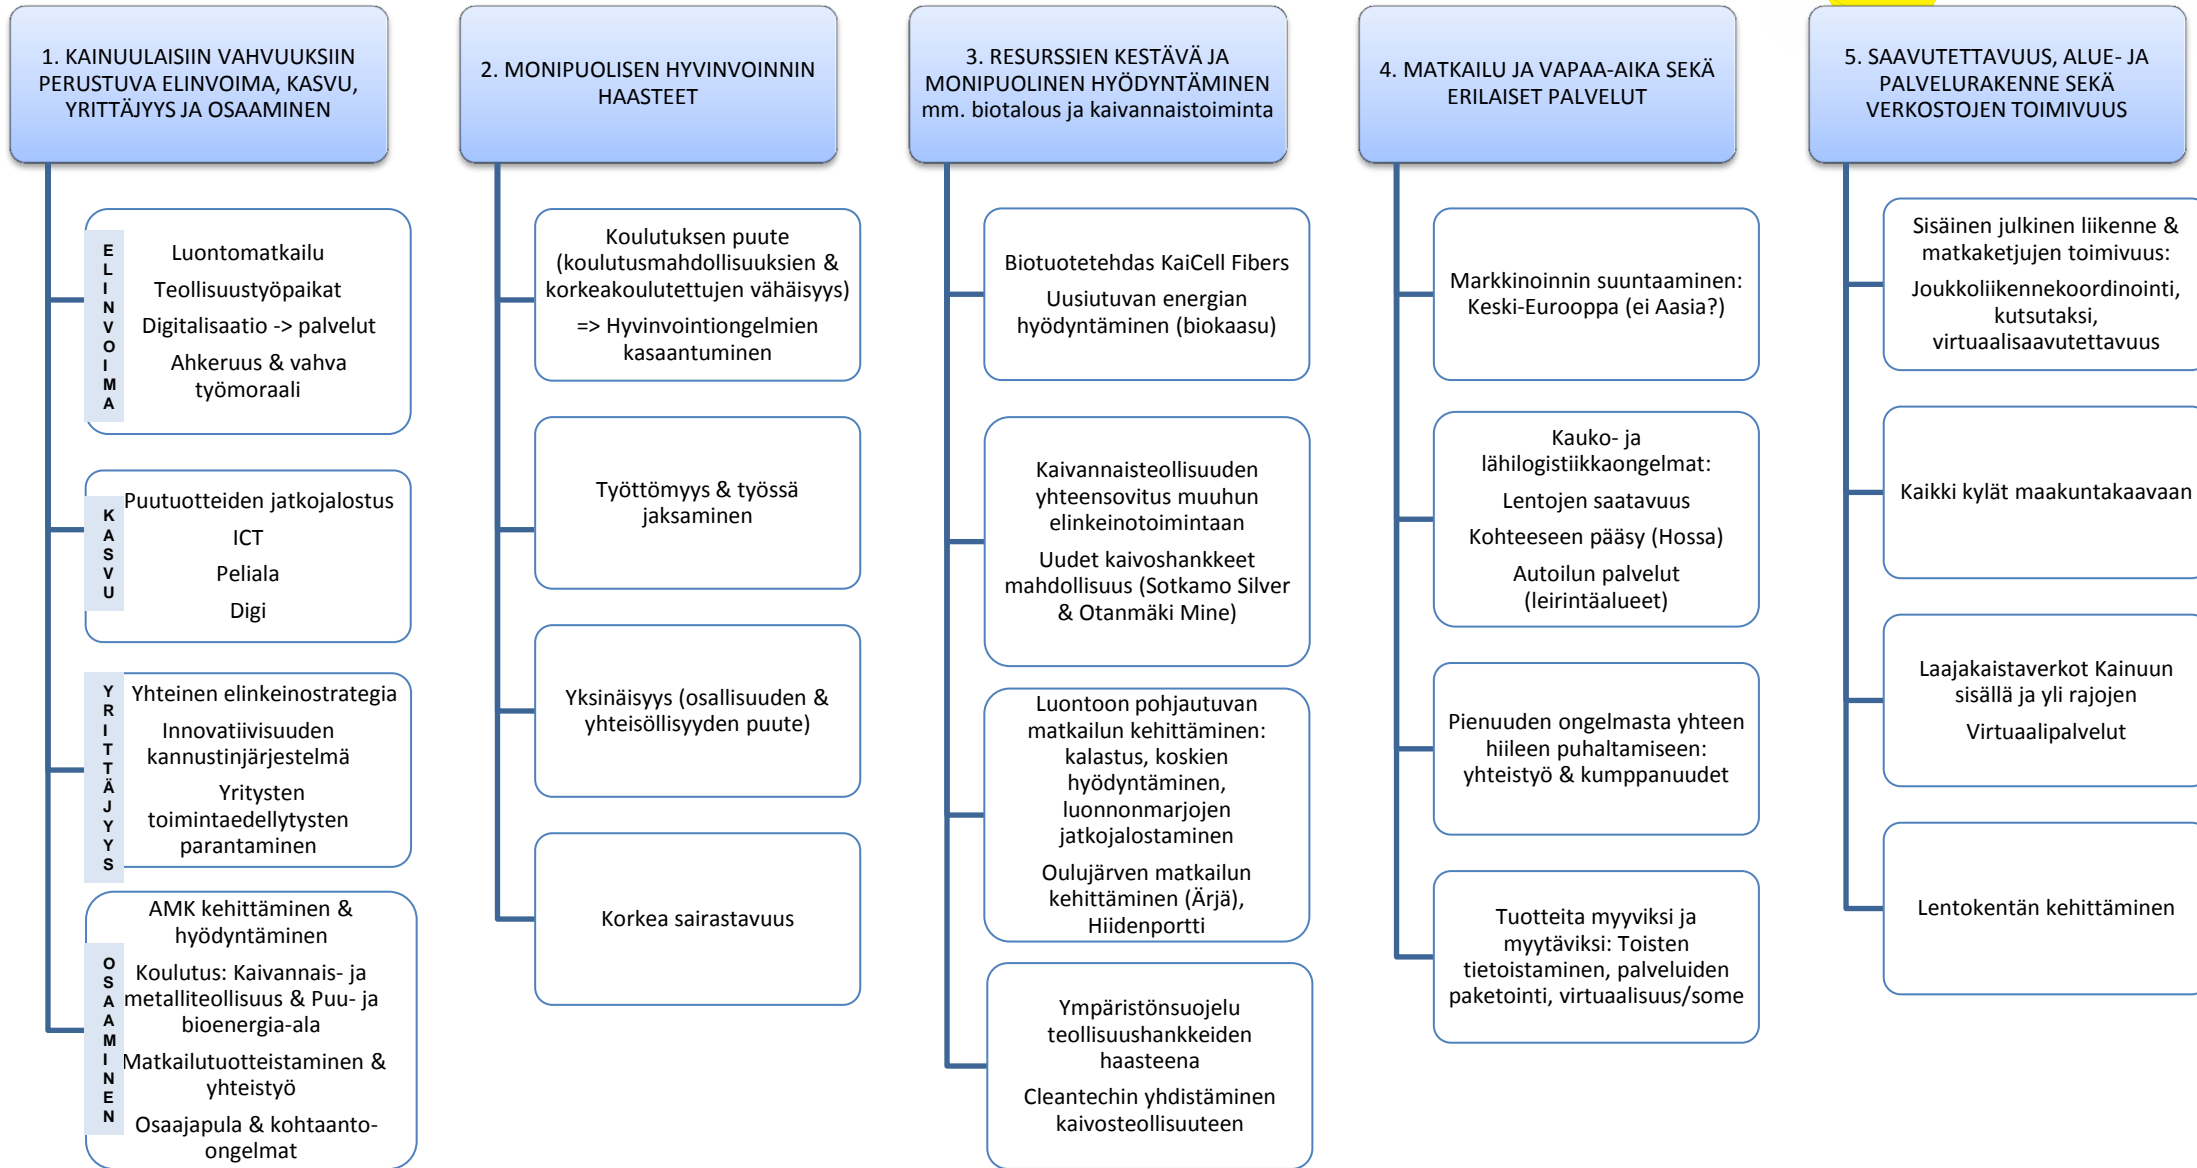 1. KAINUULAISIIN VAHVUUKSIIN
PERUSTUVA ELINVOIMA, KASVU,
YRITTÄJYYS JA OSAAMINEN
ELINVOIMA
Luontomatkailu
Teollisuustyöpaikat
Digitalisaatio -> palvelut
Ahkeruus & vahva
työmoraali
KASVU
Puutuotteiden jatkojalostus
ICT
Peliala
Digi
YRITTÄJYYS
Yhteinen elinkeinostrategia
Innovatiivisuuden
kannustinjärjestelmä
Yritysten
toimintaedellytysten
parantaminen
OSAAMINEN
AMK kehittäminen &
hyödyntäminen
Koulutus: Kaivannais- ja
metalliteollisuus & Puu- ja
bioenergia-ala
Matkailutuotteistaminen &
yhteistyö
Osaajapula & kohtaanto-
ongelmat
2. MONIPUOLISEN HYVINVOINNIN
HAASTEET
Koulutuksen puute
(koulutusmahdollisuuksien &
korkeakoulutettujen vähäisyys)
=> Hyvinvointiongelmien
kasaantuminen
Työttömyys & työssä
jaksaminen
Yksinäisyys (osallisuuden &
yhteisöllisyyden puute)
Korkea sairastavuus
3. RESURSSIEN KESTÄVÄ JA
MONIPUOLINEN HYÖDYNTÄMINEN
mm. biotalous ja kaivannaistoiminta
Biotuotetehdas KaiCell Fibers
Uusiutuvan energian
hyödyntäminen (biokaasu)
Kaivannaisteollisuuden
yhteensovitus muuhun
elinkeinotoimintaan
Uudet kaivoshankkeet
mahdollisuus (Sotkamo Silver
& Otanmäki Mine)
Luontoon pohjautuvan
matkailun kehittäminen:
kalastus, koskien
hyödyntäminen,
luonnonmarjojen
jatkojalostaminen
Oulujärven matkailun
kehittäminen (Ärjä),
Hiidenportti
Ympäristönsuojelu
teollisuushankkeiden
haasteena
Cleantechin yhdistäminen
kaivosteollisuuteen
4. MATKAILU JA VAPAA-AIKA SEKÄ
ERILAISET PALVELUT
Markkinoinnin suuntaaminen:
Keski-Eurooppa (ei Aasia?)
Kauko- ja
lähilogistiikkaongelmat:
Lentojen saatavuus
Kohteeseen pääsy (Hossa)
Autoilun palvelut
(leirintäalueet)
Pienuuden ongelmasta yhteen
hiileen puhaltamiseen:
yhteistyö & kumppanuudet
Tuotteita myyviksi ja
myytäviksi: Toisten
tietoistaminen, palveluiden
paketointi, virtuaalisuus/some
5. SAAVUTETTAVUUS, ALUE- JA
PALVELURAKENNE SEKÄ
VERKOSTOJEN TOIMIVUUS
Sisäinen julkinen liikenne &
matkaketjujen toimivuus:
Joukkoliikennekoordinointi,
kutsutaksi,
virtuaalisaavutettavuus
Kaikki kylät maakuntakaavaan
Laajakaistaverkot Kainuun
sisällä ja yli rajojen
Virtuaalipalvelut
Lentokentän kehittäminen